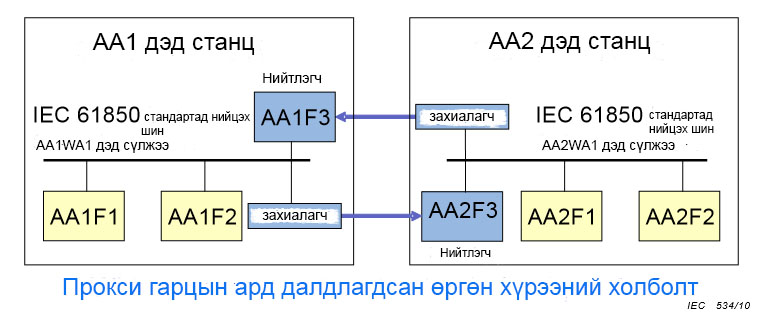 АА1 дэд станц
Нийтлэгч
IEC 61850 стандартад нийцэх
шин
AA1WA1 дэд сүлжээ
AA1F3
AA1F1
AA1F2
захиалагч
АА2 дэд станц
захиалагч
IEC 61850 стандартад
нийцэх шин
AA2WA1 дэд сүлжээ
AA2F3
Нийтлэгч
AA2F1
AA2F2
Прокси гарцын ард далдлагдсан өргөн хүрээний холболт
IEC 534/10